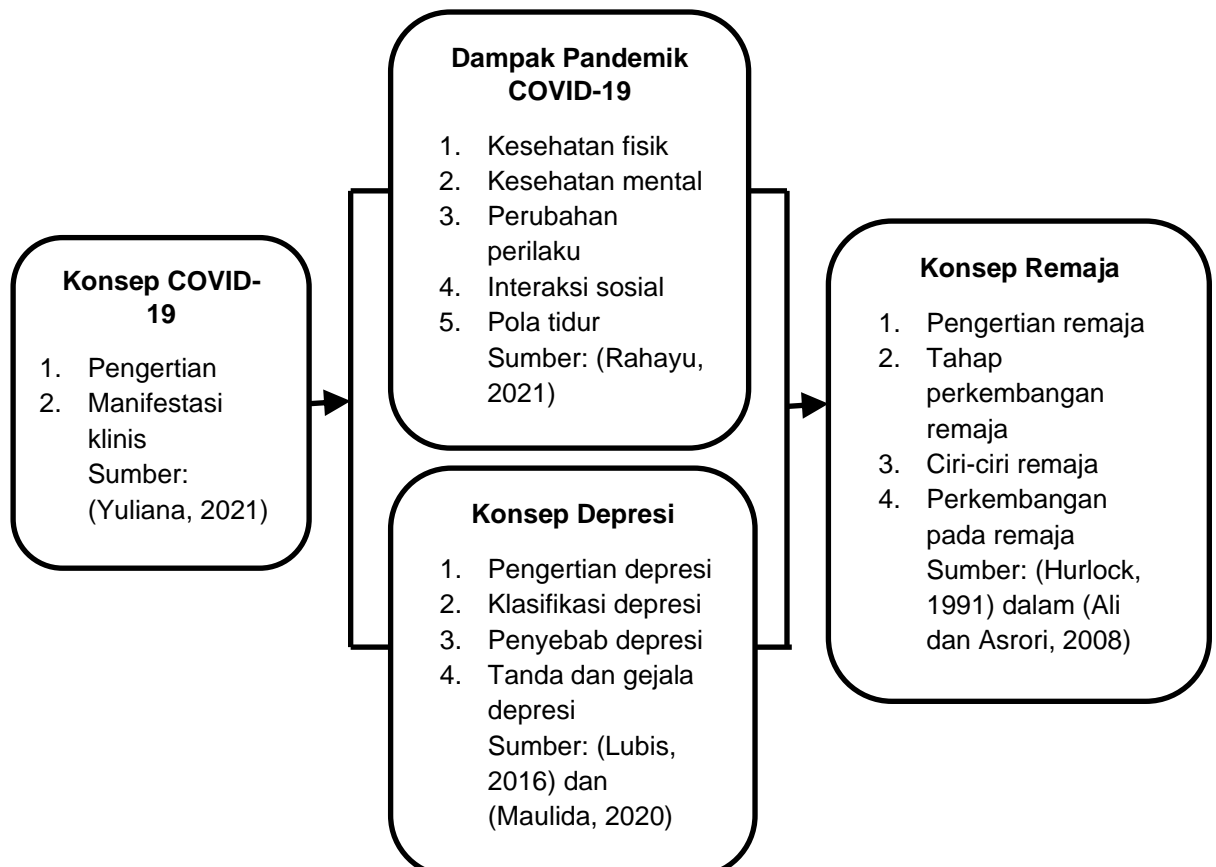 Dampak Pandemik
COVID-19
1. Kesehatan fisik
2. Kesehatan mental
3. Perubahan
perilaku
4. Interaksi sosial
5. Pola tidur
Sumber: (Rahayu,
2021)
Konsep COVID-
19
1. Pengertian
2. Manifestasi
klinis
Sumber:
(Yuliana, 2021)
Konsep Depresi
1. Pengertian depresi
2. Klasifikasi depresi
3. Penyebab depresi
4. Tanda dan gejala
depresi
Sumber: (Lubis,
2016) dan
(Maulida, 2020)
Konsep Remaja
1. Pengertian remaja
2. Tahap
perkembangan
remaja
3. Ciri-ciri remaja
4. Perkembangan
pada remaja
Sumber: (Hurlock,
1991) dalam (Ali
dan Asrori, 2008)